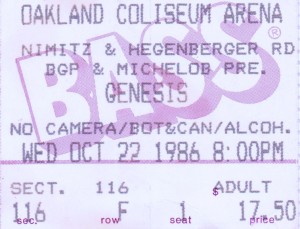 OAKLAND COLISEUM ARENA
NIMITZ & HEGENBERGER RD
BGP & MICHELOB PRE.
GENESIS
NO CAMERA/BOT&CAN/ALCOH.
WED OCT 22 1986 8:00PM
BASS®
SECT. 116 ADULT
116 F 1 $17.50
sec. row seat price